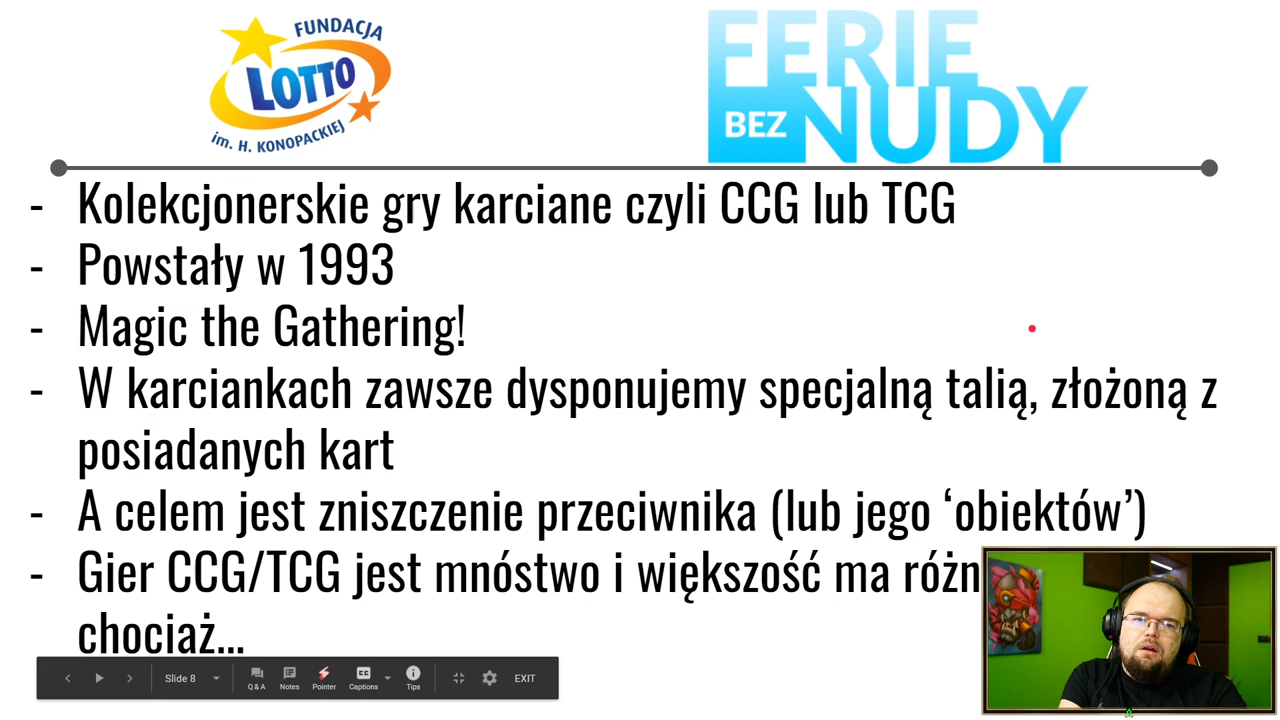 FUNDACJA
LOTTO
im. H. KONOPACKIEJ
FERIE
BEZ NUDY
- Kolekcjonerskie gry karciane czyli CCG lub TCG
- Powstały w 1993
- Magic the Gathering!
- W karciankach zawsze dysponujemy specjalną talią, złożoną z
posiadanych kart
- A celem jest zniszczenie przeciwnika (lub jego ‘obiektów’)
- Gier CCG/TCG jest mnóstwo i większość ma
chociaż...
Slide 8
Q & A
Notes
Pointer
CC
Captions
Tips
EXIT